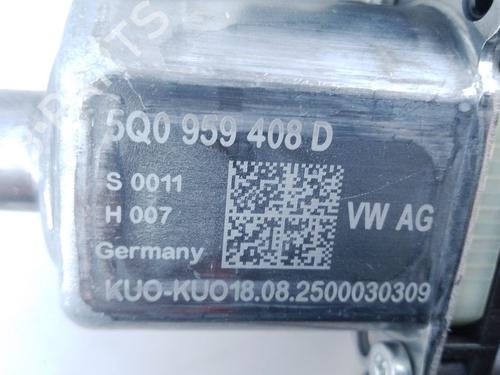 5Q0 959 408 D
S 0011
H 007
VW AG
Germany
KUO-KUO18.08.2500030309